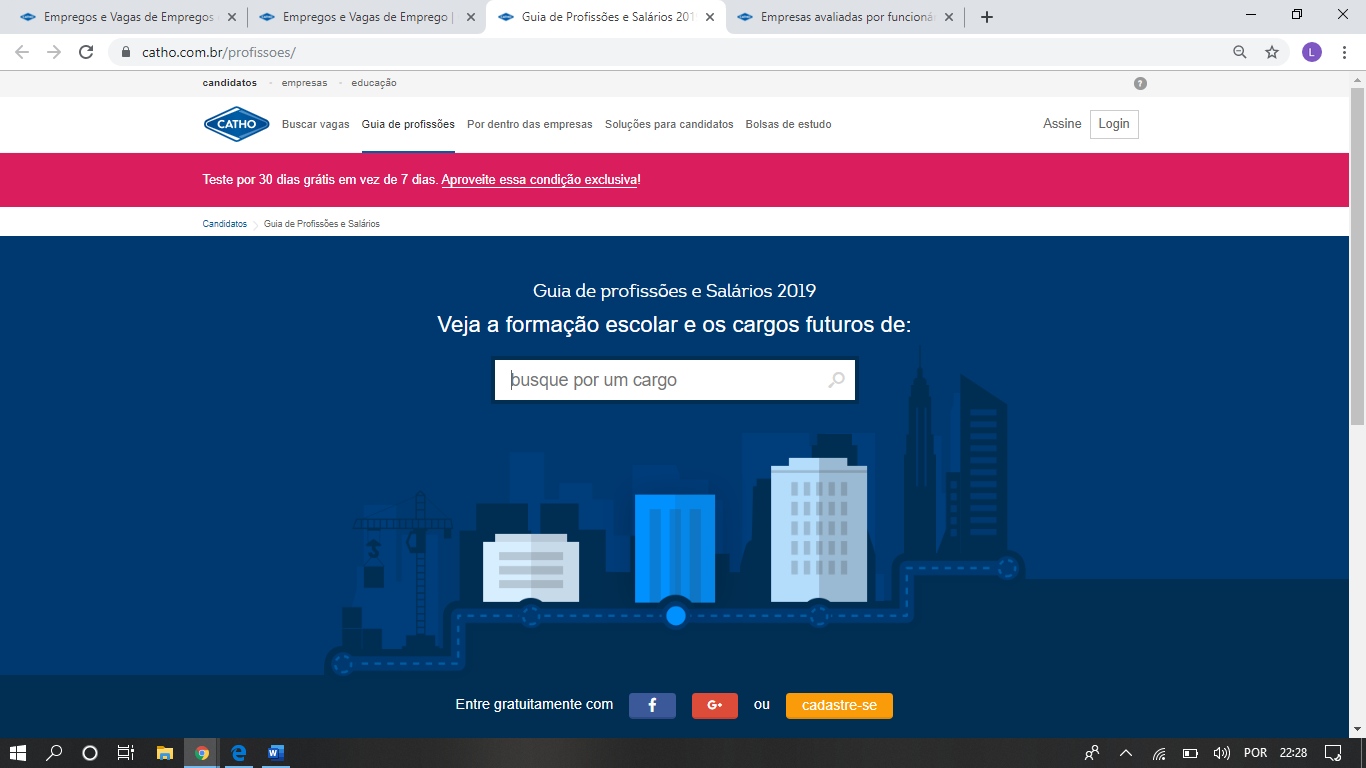 Empregos e Vagas de Empregos
Empregos e Vagas de Emprego |
Guia de Profissões e Salários 201
Empresas avaliadas por funcioná
catho.com.br/profissoes/
L
candidatos - empresas - educação
?
CATHO
Buscar vagas Guia de profissões Por dentro das empresas Soluções para candidatos Bolsas de estudo
Assine Login
Teste por 30 dias grátis em vez de 7 dias. Aproveite essa condição exclusiva!
Candidatos Guia de Profissões e Salários
Guia de profissões e Salários 2019
Veja a formação escolar e os cargos futuros de:
busque por um cargo
Entre gratuitamente com f G+ ou cadastre-se
POR 22:28